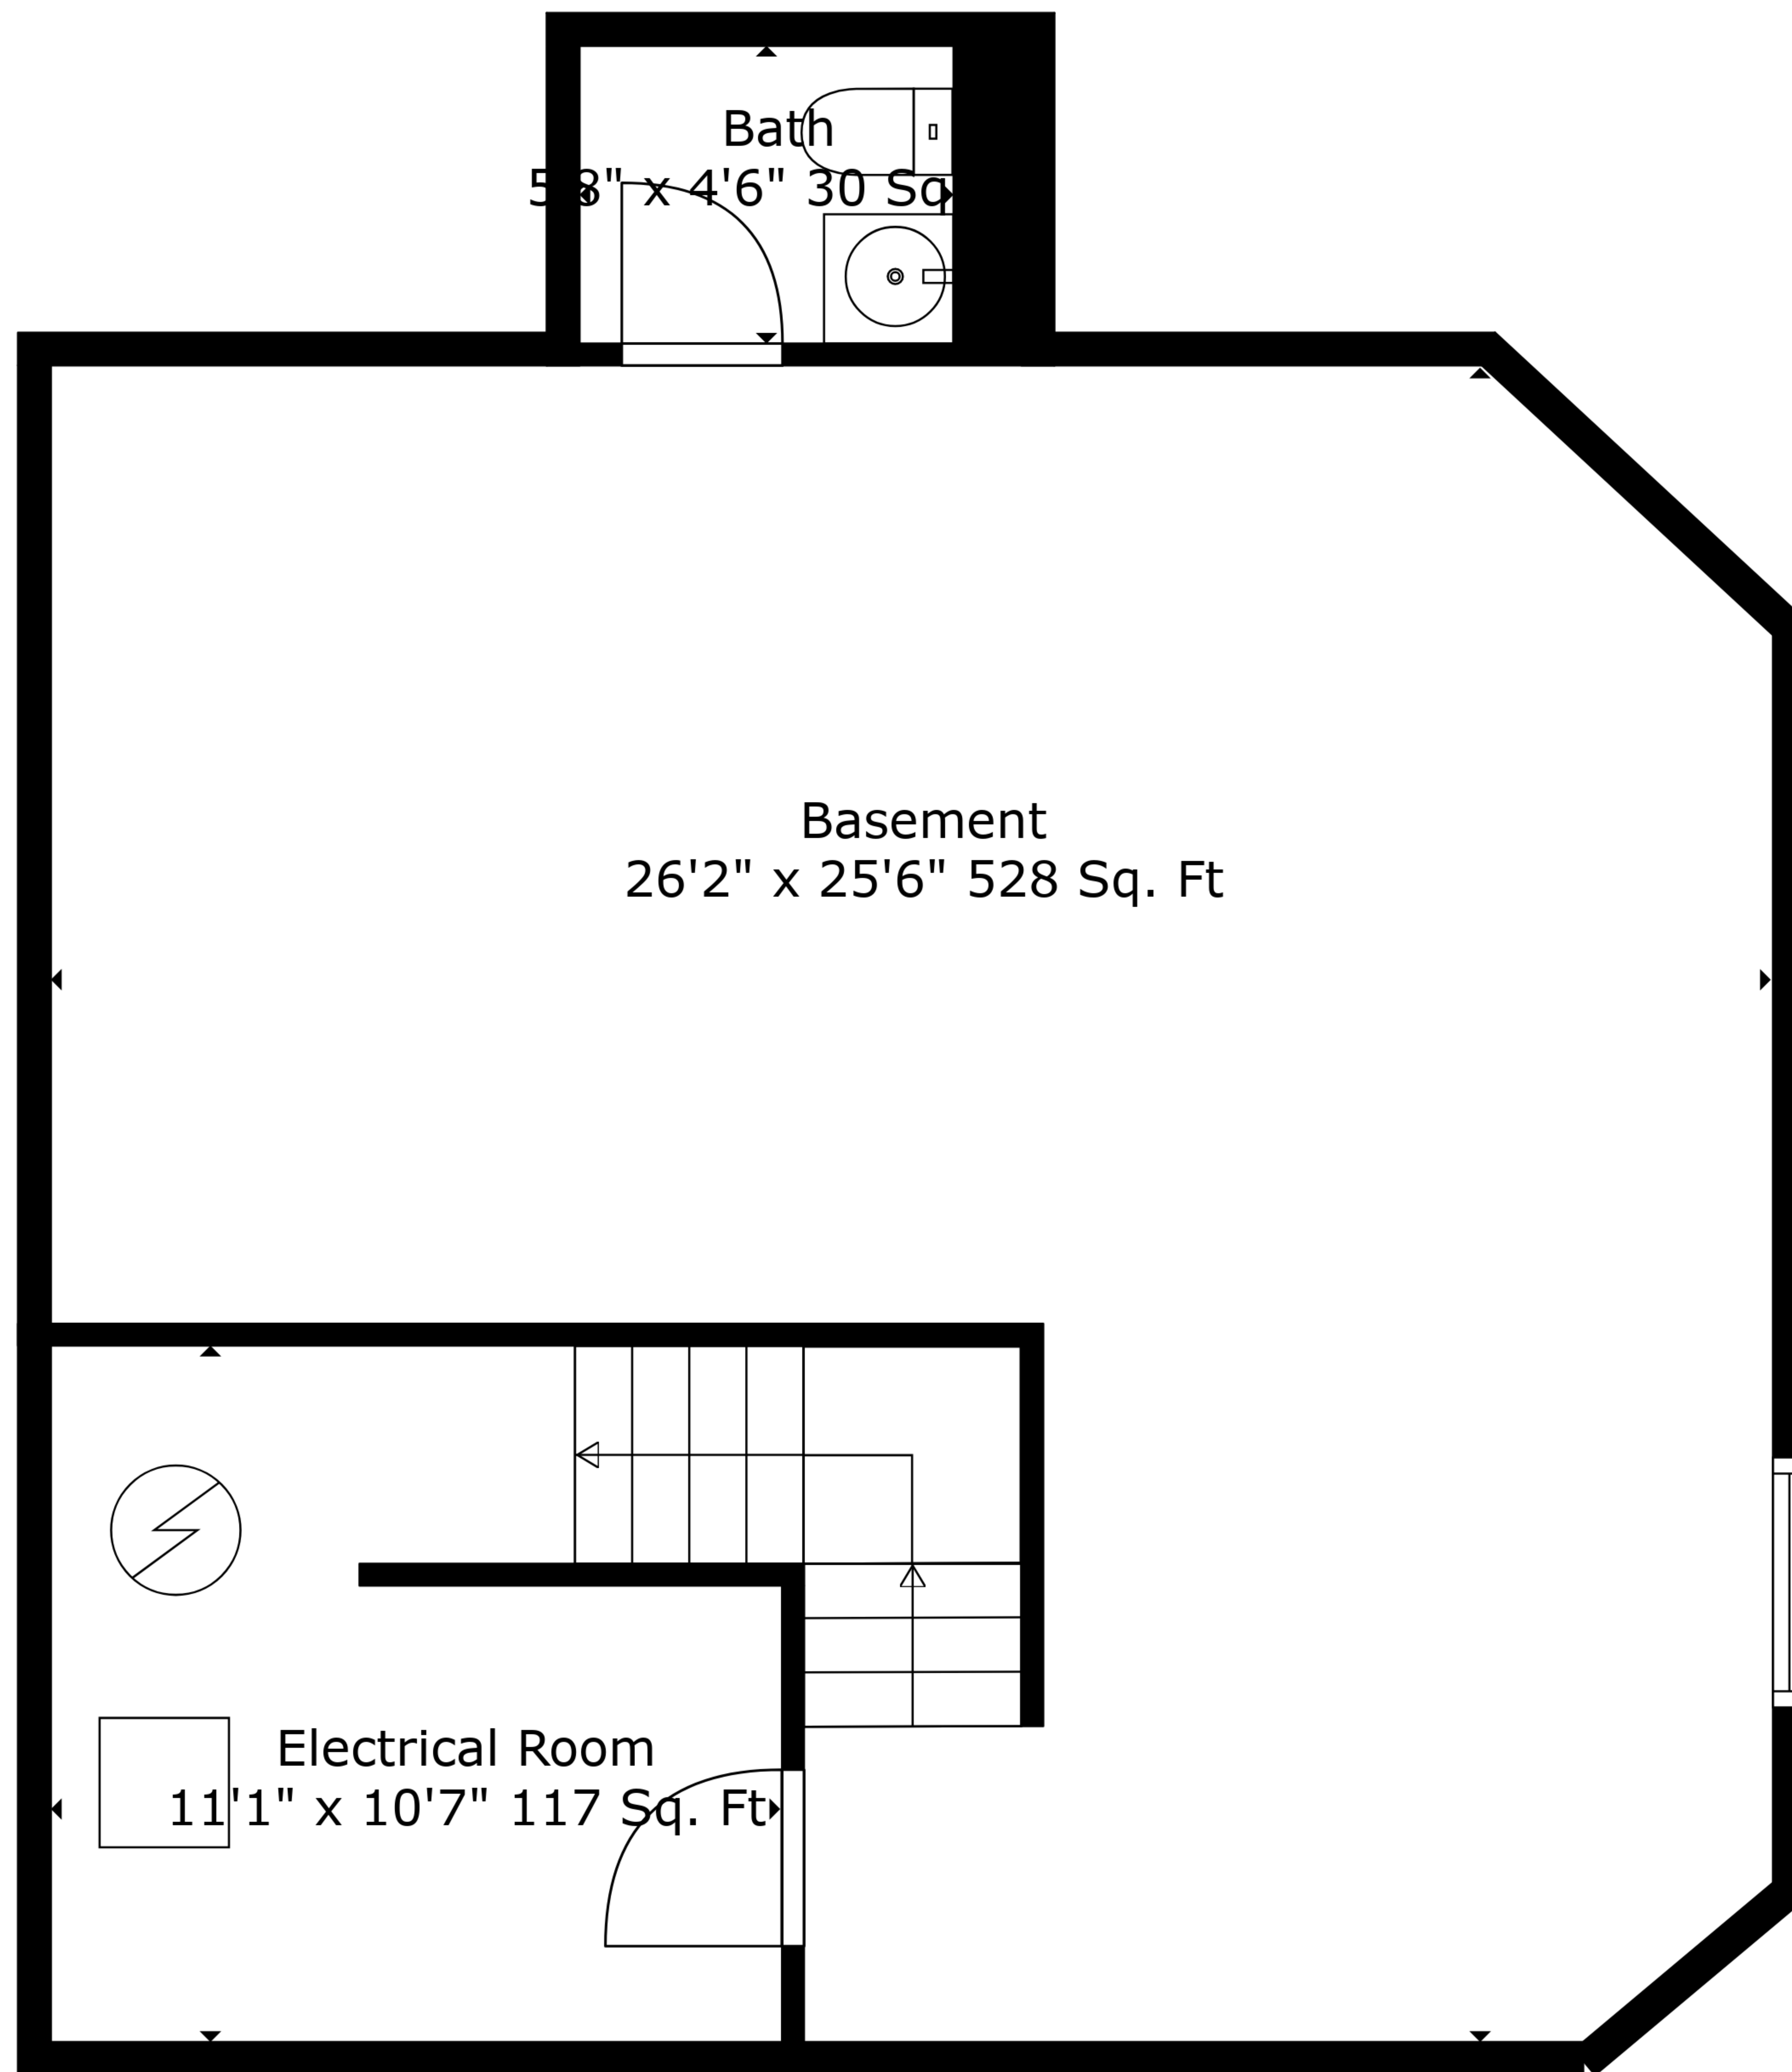 Bath
5'8" x 4'6" 30 Sq
Basement
26'2" x 25'6" 528 Sq. Ft
Electrical Room
11'1" x 10'7" 117 Sq. Ft